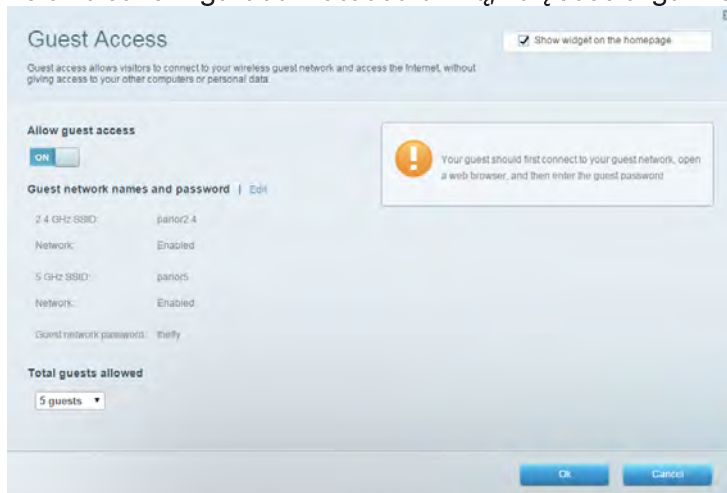 Guest Access
Show widget on the homepage
Guest access allows visitors to connect to your wireless guest network and access the Internet, without
giving access to your other computers or personal data
Allow guest access
ON
Your guest should first connect to your guest network, open
a web browser, and then enter the guest password
Guest network names and password | Edit
2.4 GHz SSID:
Network: Enabled
5 GHz SSID:
Network: Enabled
Guest network password:
Total guests allowed
5 guests
Ok Cancel